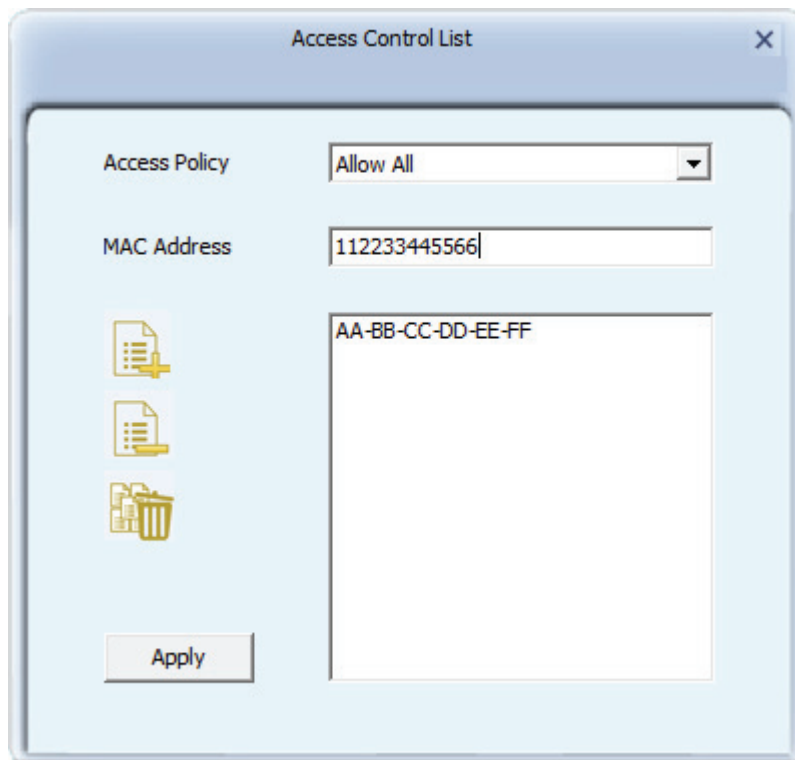 Access Control List
Access Policy
Allow All
MAC Address
112233445566
AA-BB-CC-DD-EE-FF
Apply